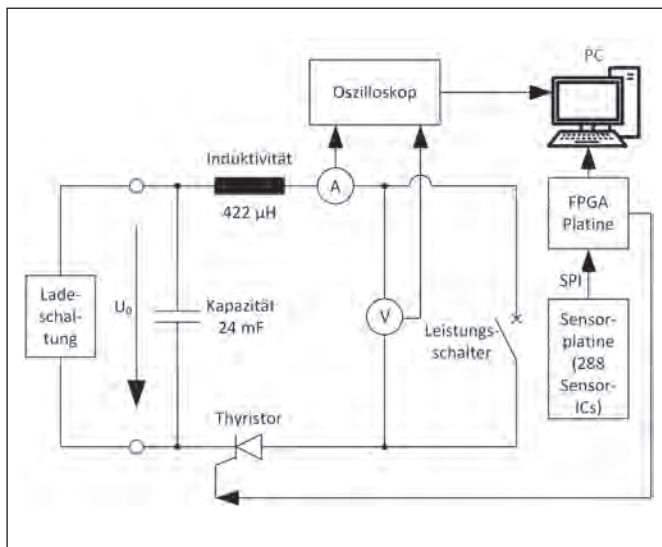 PC
Oszilloskop
Induktivität
A
422 µH
FPGA
Platine
Lade-
schal-
tung
U₀
Kapazität
24 mF
V
Leistungs-
schalter
SPI
Sensor-
platine
(288
Sensor-
ICs)
Thyristor